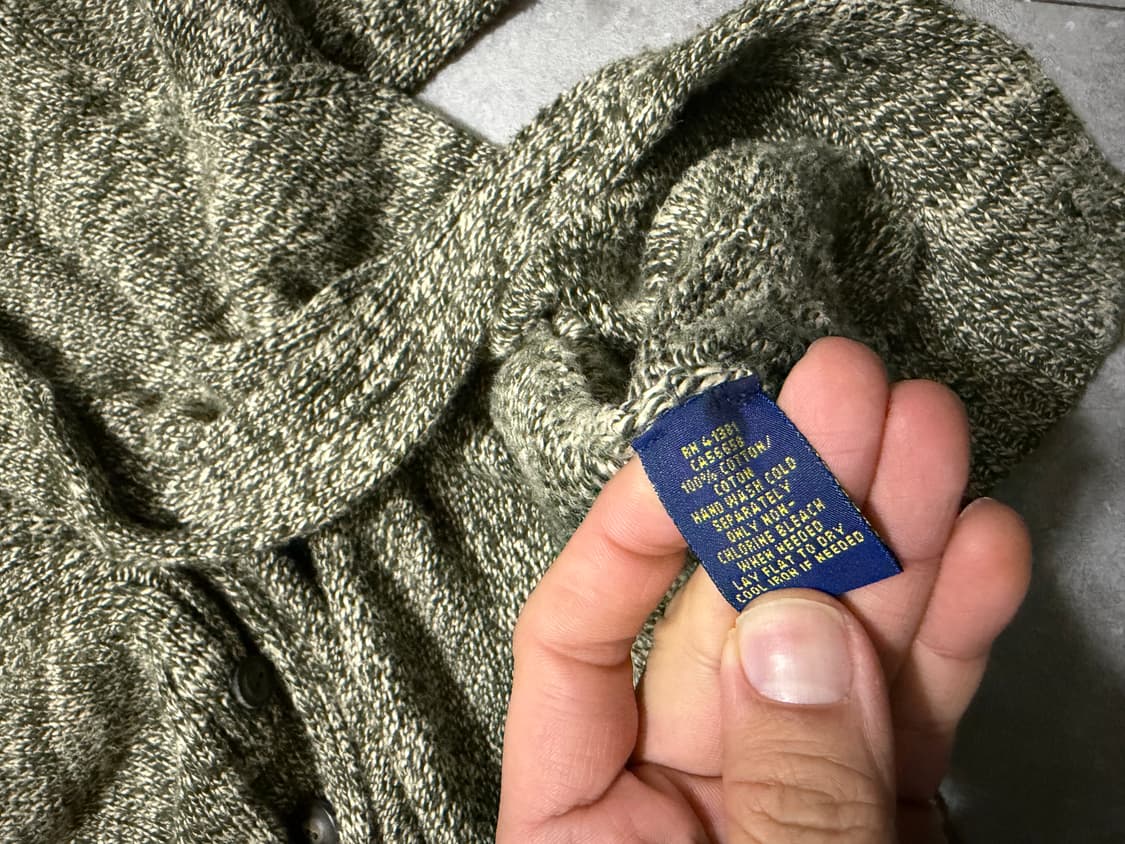 RN 41381
CA56858
100% COTTON/
COTON
HAND WASH COLD
SEPARATELY
ONLY NON-
CHLORINE BLEACH
WHEN NEEDED
LAY FLAT TO DRY
COOL IRON IF NEEDED